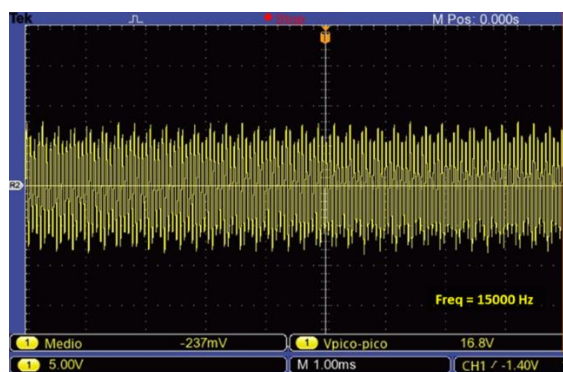 Tek
M Pos: 0.000s
T
R2
Freq = 15000 Hz
1 Medio -237mV 1 Vpico-pico 16.8V
1 5.00V M 1.00ms CH1 / -1.40V